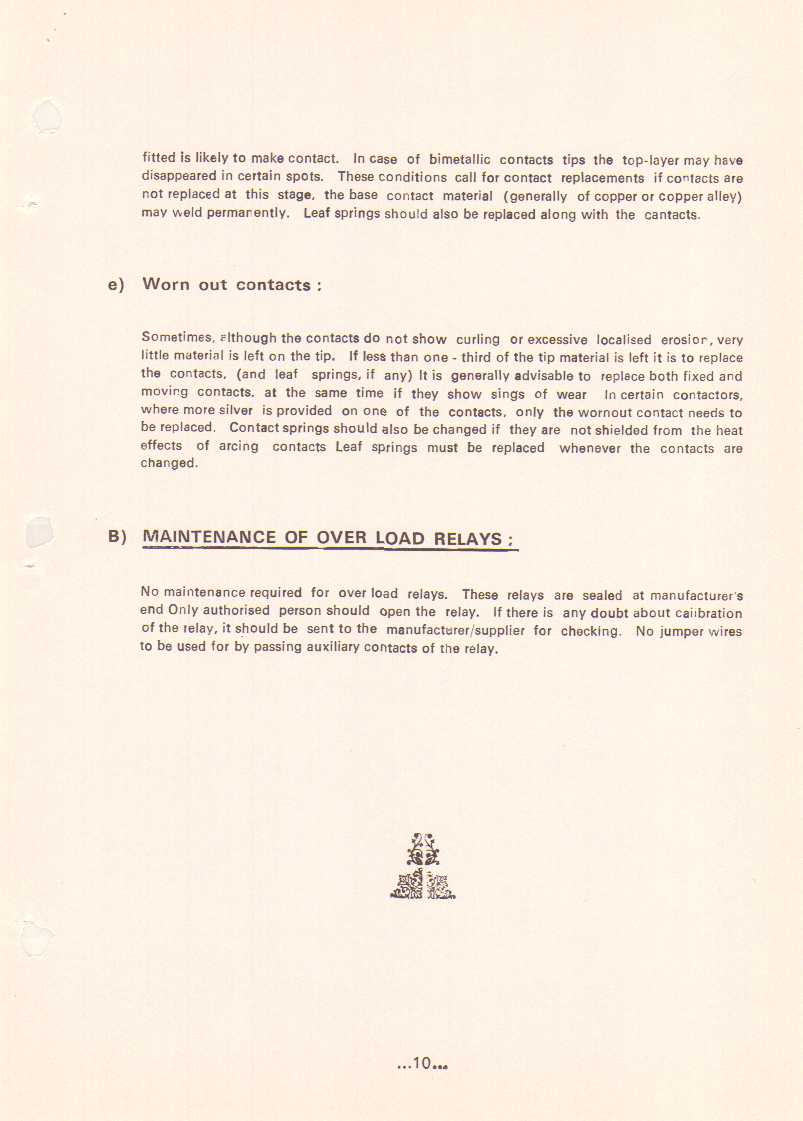 fitted is likely to make contact. In case of bimetallic contacts tips the top-layer may have
disappeared in certain spots. These conditions call for contact replacements if contacts are
not replaced at this stage, the base contact material (generally of copper or copper alley)
may weld permanently. Leaf springs should also be replaced along with the cantacts.
e) Worn out contacts :
Sometimes, although the contacts do not show curling or excessive localised erosion, very
little material is left on the tip. If less than one - third of the tip material is left it is to replace
the contacts, (and leaf springs, if any) It is generally advisable to replace both fixed and
moving contacts. at the same time if they show sings of wear In certain contactors,
where more silver is provided on one of the contacts, only the wornout contact needs to
be replaced. Contact springs should also be changed if they are not shielded from the heat
effects of arcing contacts Leaf springs must be replaced whenever the contacts are
changed.
B) MAINTENANCE OF OVER LOAD RELAYS :
No maintenance required for over load relays. These relays are sealed at manufacturer's
end Only authorised person should open the relay. If there is any doubt about calibration
of the relay, it should be sent to the manufacturer/supplier for checking. No jumper wires
to be used for by passing auxiliary contacts of the relay.
...10...